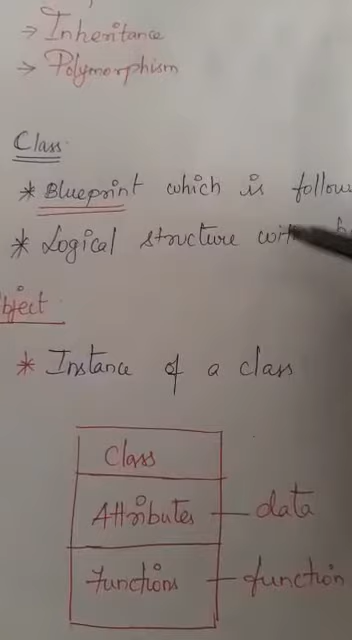 → Inheritance
→ Polymorphism
Class
* Blueprint which is follow
* Logical structure with
bject
* Instance of a class
Class
Attributes — data
Functions — function